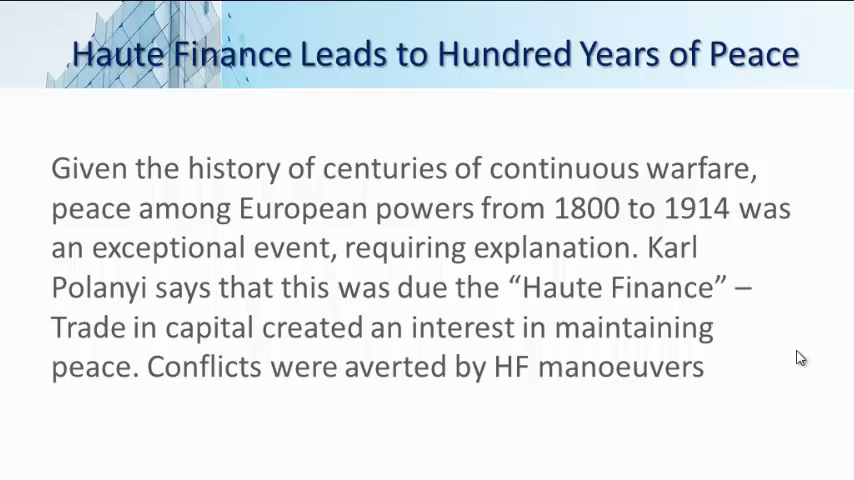 Haute Finance Leads to Hundred Years of Peace
Given the history of centuries of continuous warfare,
peace among European powers from 1800 to 1914 was
an exceptional event, requiring explanation. Karl
Polanyi says that this was due the “Haute Finance” –
Trade in capital created an interest in maintaining
peace. Conflicts were averted by HF manoeuvers